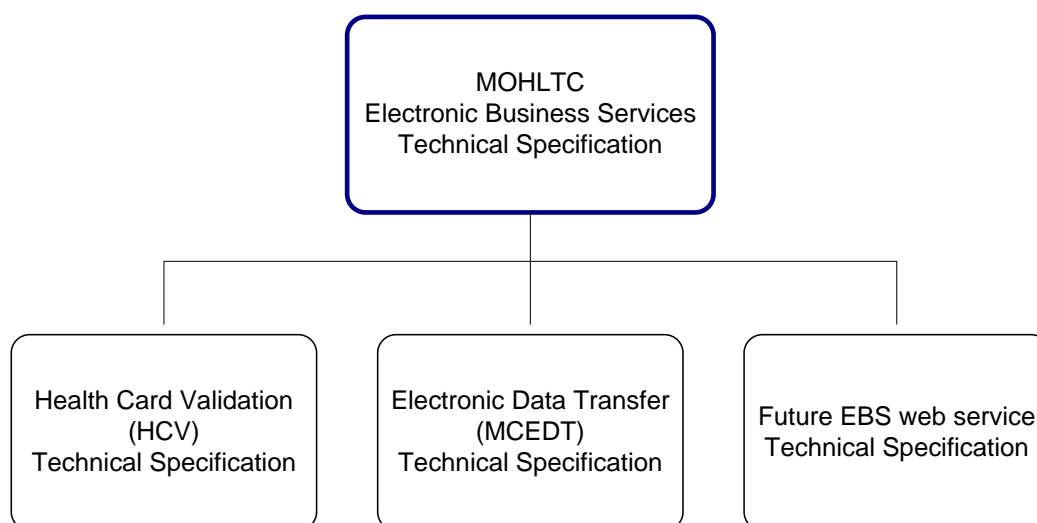 MOHLTC
Electronic Business Services
Technical Specification
Health Card Validation
(HCV)
Technical Specification
Electronic Data Transfer
(MCEDT)
Technical Specification
Future EBS web service
Technical Specification